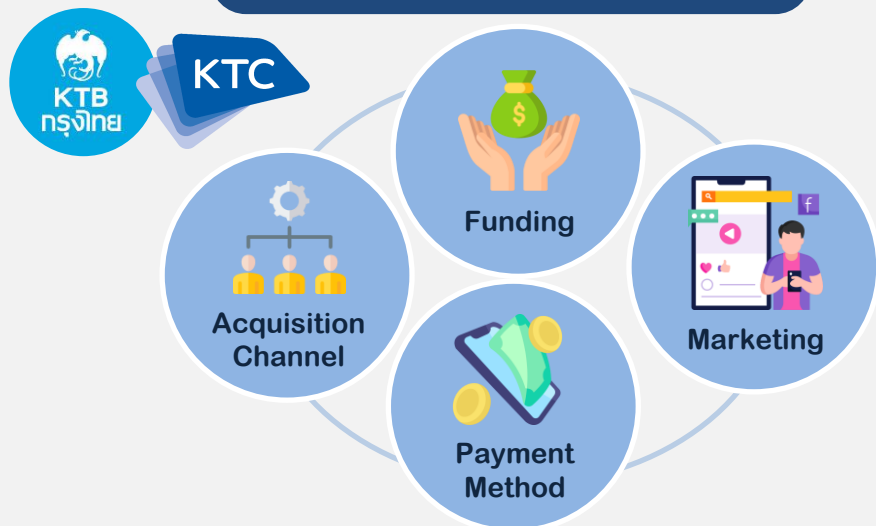 KTB
กรุงไทย
KTC
$
Funding
f
Acquisition
Channel
Marketing
Payment
Method